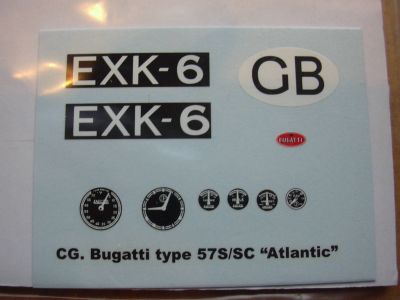 EXK-6
GB
EXK-6
BUGATTI
CG. Bugatti type 57S/SC “Atlantic”